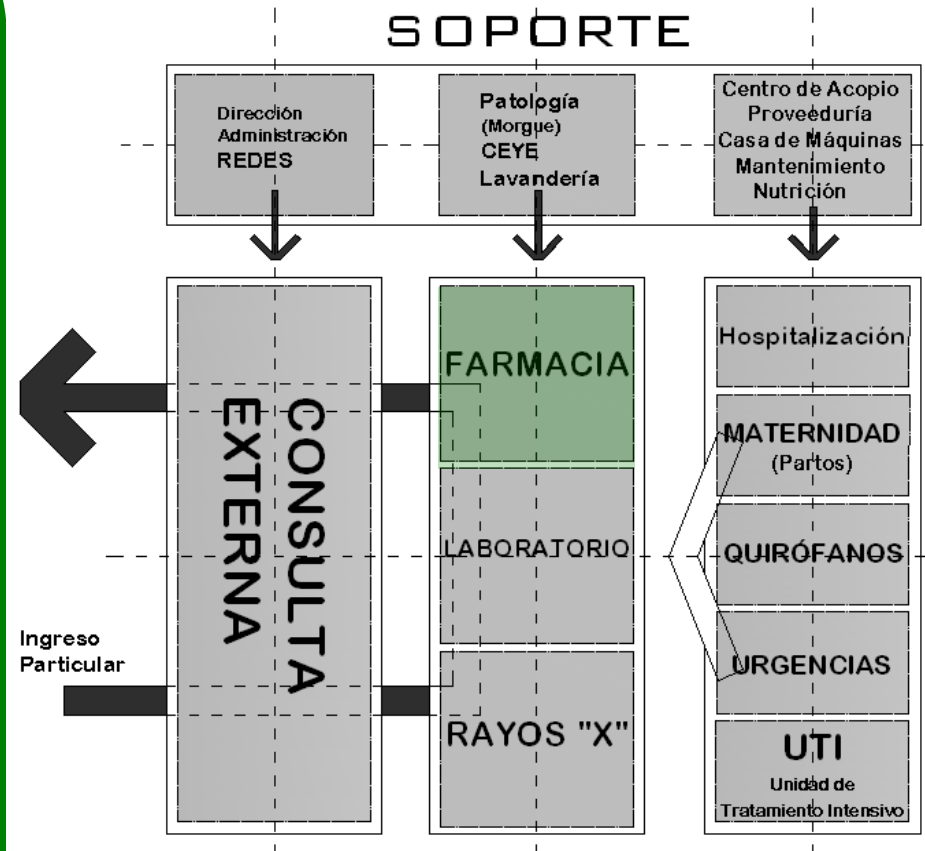 SOPORTE
Dirección
Administración
REDES
Patología
(Morgue)
CEYE
Lavandería
Centro de Acopio
Proveeduría
Casa de Máquinas
Mantenimiento
Nutrición
CONSULTA
EXTERNA
Ingreso
Particular
FARMACIA
LABORATORIO
RAYOS "X"
Hospitalización
MATERNIDAD
(Partos)
QUIRÓFANOS
URGENCIAS
UTI
Unidad de
Tratamiento Intensivo